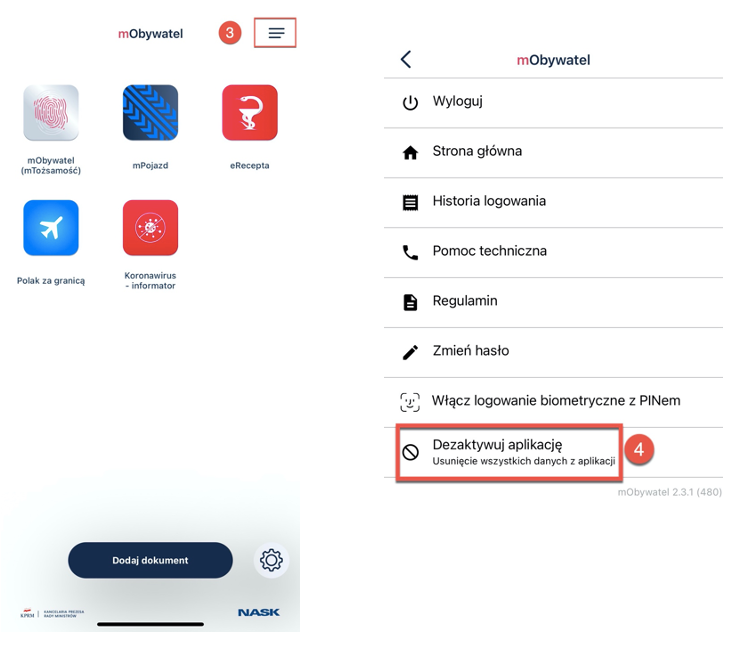 mObywatel
3
mObywatel
(mTożsamość)
mPojazd
eRecepta
Polak za granicą
Koronawirus
- informator
Dodaj dokument
KPRM
KANCELARIA PREZESA
RADY MINISTRÓW
NASK
mObywatel
Wyloguj
Strona główna
Historia logowania
Pomoc techniczna
Regulamin
Zmień hasło
Włącz logowanie biometryczne z PINem
Dezaktywuj aplikację
Usunięcie wszystkich danych z aplikacji
4
mObywatel 2.3.1 (480)